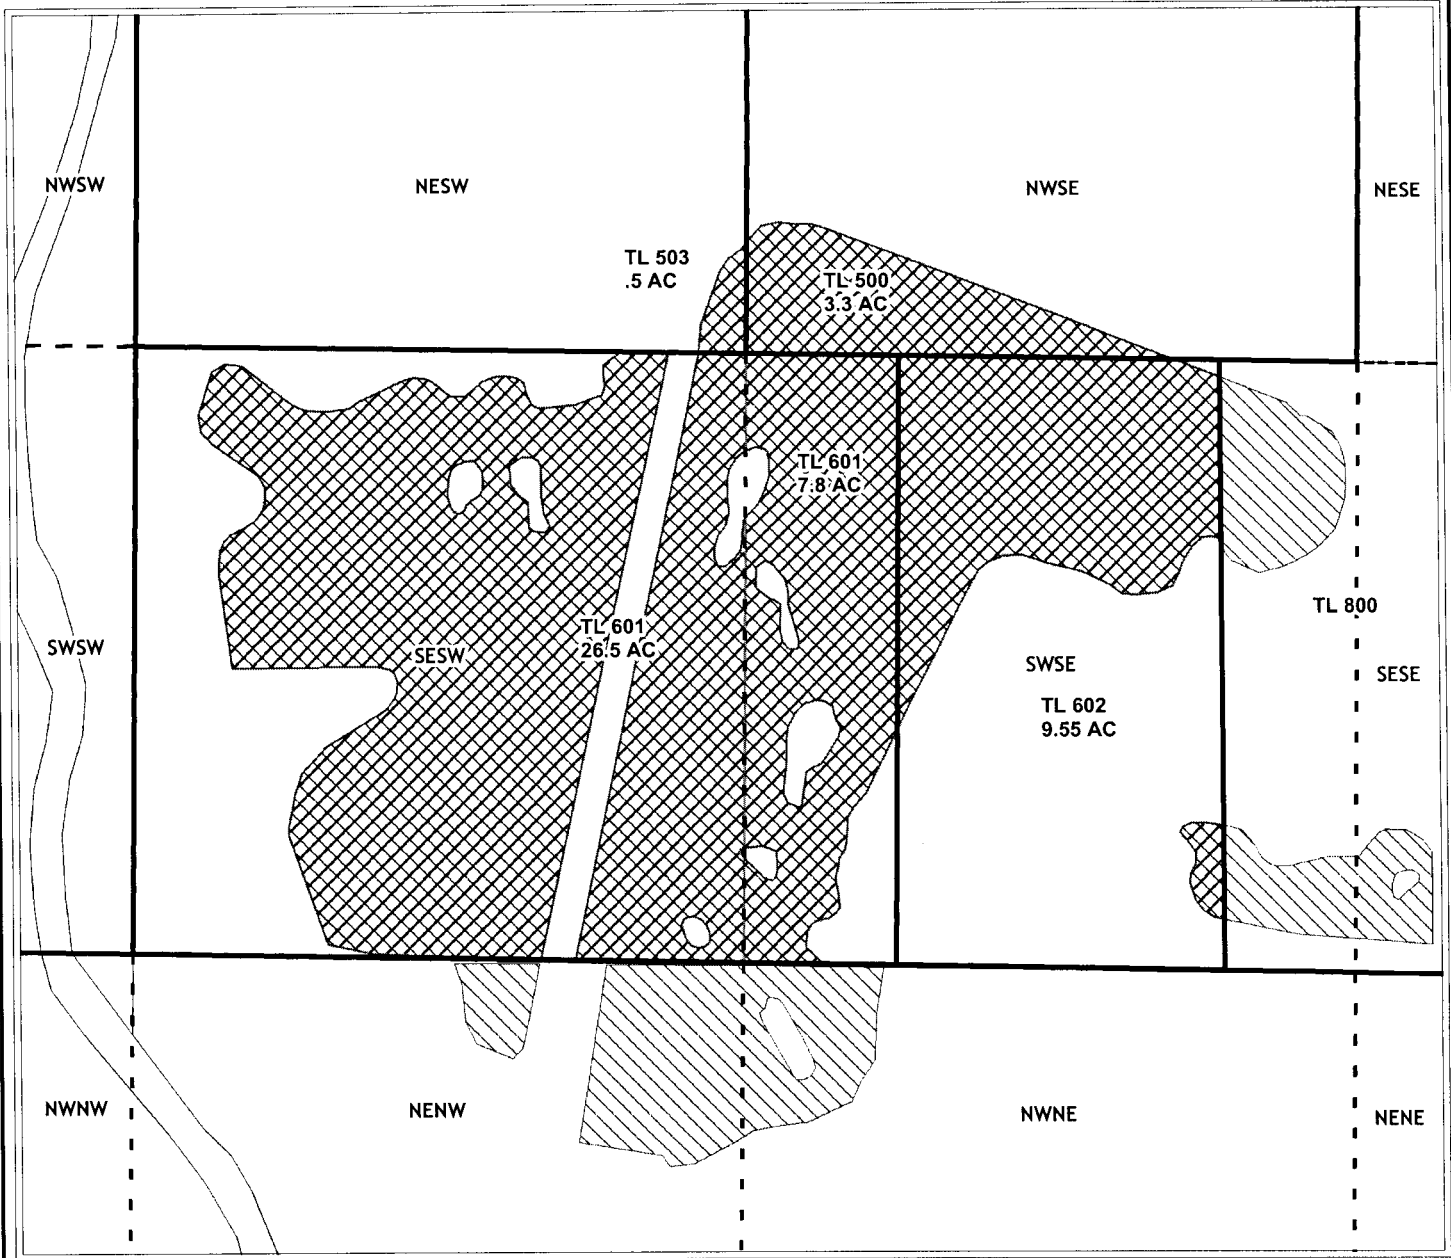 NWSW
NESW
NWSE
NESE
TL 503
.5 AC
TL 500
3.3 AC
TL 601
7.8 AC
TL 601
26.5 AC
SWSW
SESW
SWSE
TL 602
9.55 AC
TL 800
SESE
NWNW
NENW
NWNE
NENE